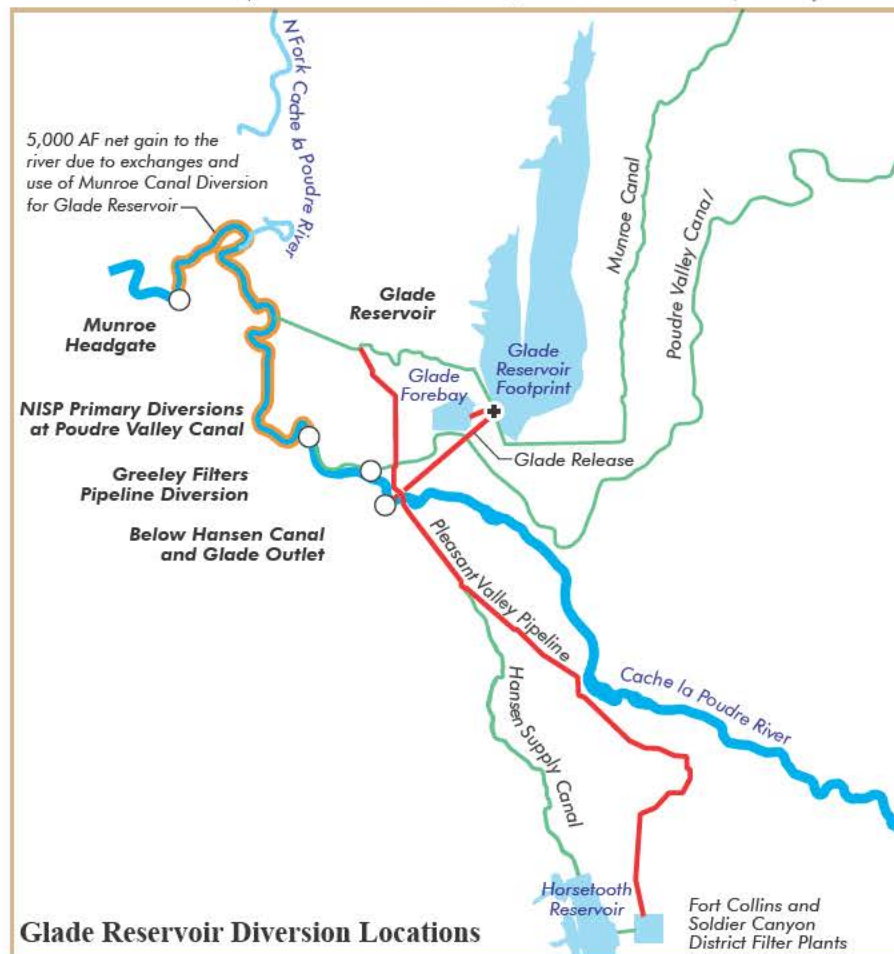 N Fork Cache la Poudre River
5,000 AF net gain to the
river due to exchanges and
use of Munroe Canal Diversion
for Glade Reservoir
Munroe
Headgate
Glade
Reservoir
Glade
Forebay
Glade
Reservoir
Footprint
Munroe Canal
Poudre Valley Canal
NISP Primary Diversions
at Poudre Valley Canal
Glade Release
Greeley Filters
Pipeline Diversion
Below Hansen Canal
and Glade Outlet
Pleasant Valley Pipeline
Hansen Supply Canal
Cache la Poudre River
Horsetooth
Reservoir
Fort Collins and
Soldier Canyon
District Filter Plants
Glade Reservoir Diversion Locations